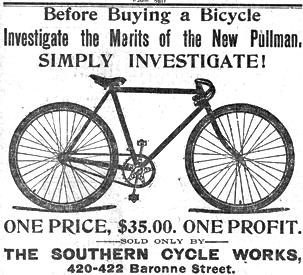 Before Buying a Bicycle
Investigate the Merits of the New Pullman.
SIMPLY INVESTIGATE!
ONE PRICE, $35.00. ONE PROFIT.
—SOLD ONLY BY—
THE SOUTHERN CYCLE WORKS,
420-422 Baronne Street.